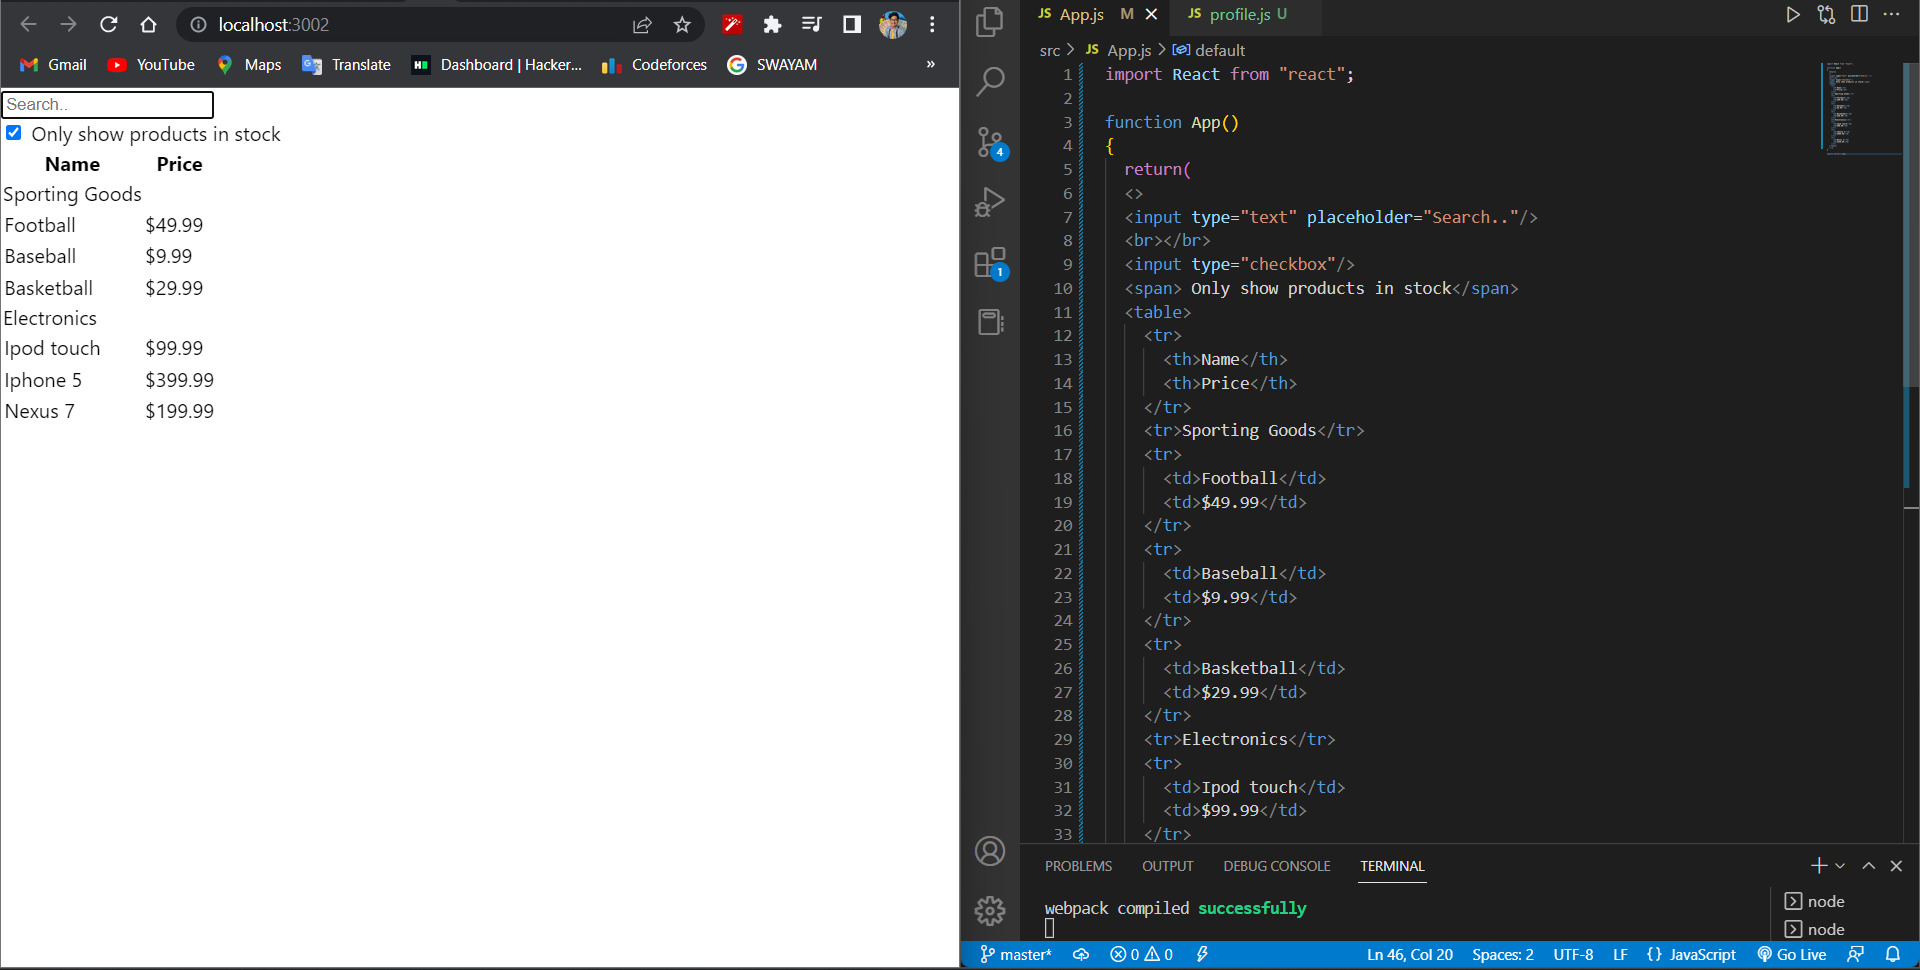 localhost:3002
Gmail YouTube Maps Translate Dashboard | Hacker... Codeforces SWAYAM »
Search..
Only show products in stock
Name Price
Sporting Goods
Football $49.99
Baseball $9.99
Basketball $29.99
Electronics
Ipod touch $99.99
Iphone 5 $399.99
Nexus 7 $199.99
JS App.js M JS profile.js U
src > JS App.js > default
4
1
1 import React from "react";
2
3 function App()
4 {
5 return(
6 <>
7 <input type="text" placeholder="Search.."/>
8 <br></br>
9 <input type="checkbox"/>
10 <span> Only show products in stock</span>
11 <table>
12 <tr>
13 <th>Name</th>
14 <th>Price</th>
15 </tr>
16 <tr>Sporting Goods</tr>
17 <tr>
18 <td>Football</td>
19 <td>$49.99</td>
20 </tr>
21 <tr>
22 <td>Baseball</td>
23 <td>$9.99</td>
24 </tr>
25 <tr>
26 <td>Basketball</td>
27 <td>$29.99</td>
28 </tr>
29 <tr>Electronics</tr>
30 <tr>
31 <td>Ipod touch</td>
32 <td>$99.99</td>
33 </tr>
PROBLEMS OUTPUT DEBUG CONSOLE TERMINAL
webpack compiled successfully
node
node
master* 0 0 Ln 46, Col 20 Spaces: 2 UTF-8 LF {} JavaScript Go Live